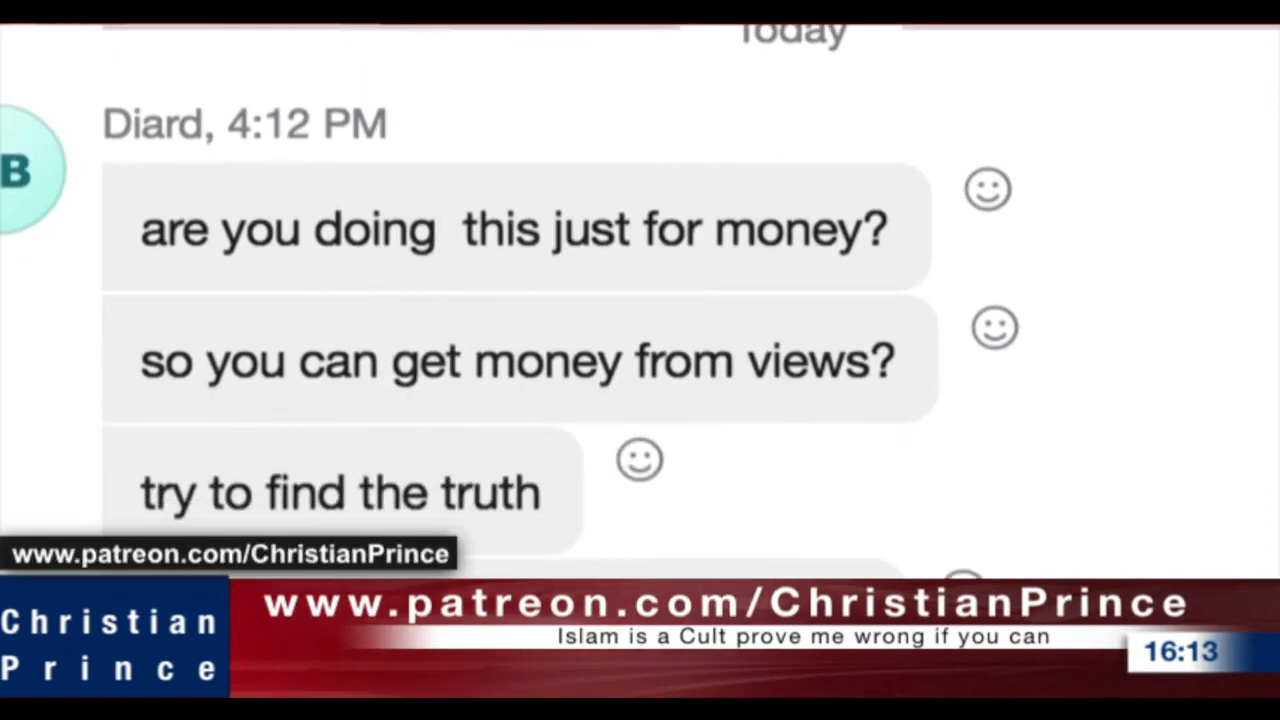 Today
Diard, 4:12 PM
B
are you doing  this just for money?
so you can get money from views?
try to find the truth
www.patreon.com/ChristianPrince
www.patreon.com/ChristianPrince
Islam is a Cult prove me wrong if you can
Christian
Prince
16:13